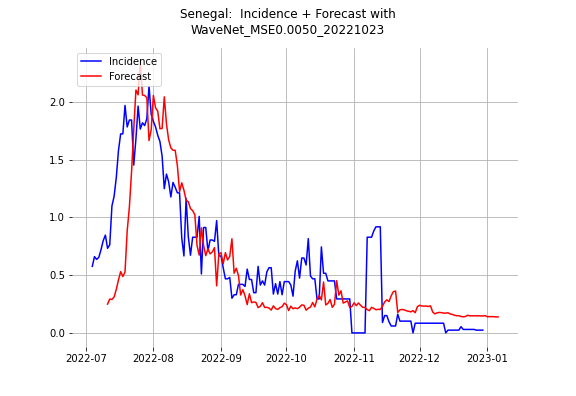 Senegal:  Incidence + Forecast with
WaveNet_MSE0.0050_20221023
Incidence
Forecast
2.0
1.5
1.0
0.5
0.0
2022-07 2022-08 2022-09 2022-10 2022-11 2022-12 2023-01